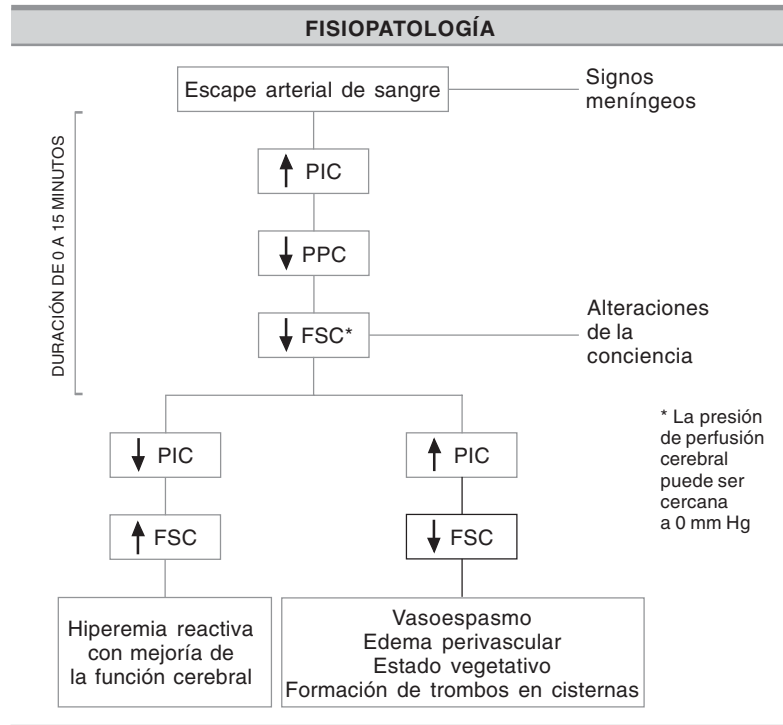 FISIOPATOLOGÍA
Escape arterial de sangre
Signos
meníngeos
DURACIÓN DE 0 A 15 MINUTOS
↑ PIC
↓ PPC
↓ FSC*
Alteraciones
de la
conciencia
↓ PIC
↑ PIC
* La presión
de perfusión
cerebral
puede ser
cercana
a 0 mm Hg
↑ FSC
↓ FSC
Hiperemia reactiva
con mejoría de
la función cerebral
Vasoespasmo
Edema perivascular
Estado vegetativo
Formación de trombos en cisternas